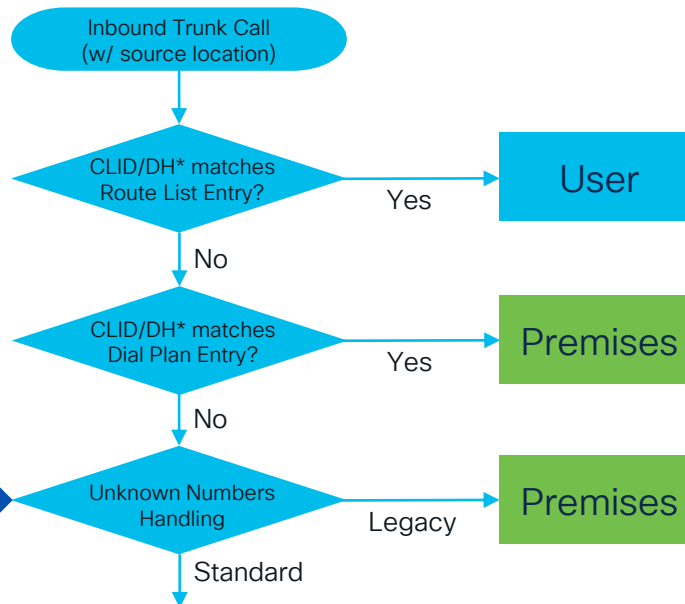 Inbound Trunk Call
(w/ source location)
CLID/DH* matches
Route List Entry?
Yes
User
No
CLID/DH* matches
Dial Plan Entry?
Yes
Premises
No
Unknown Numbers
Handling
Legacy
Premises
Standard